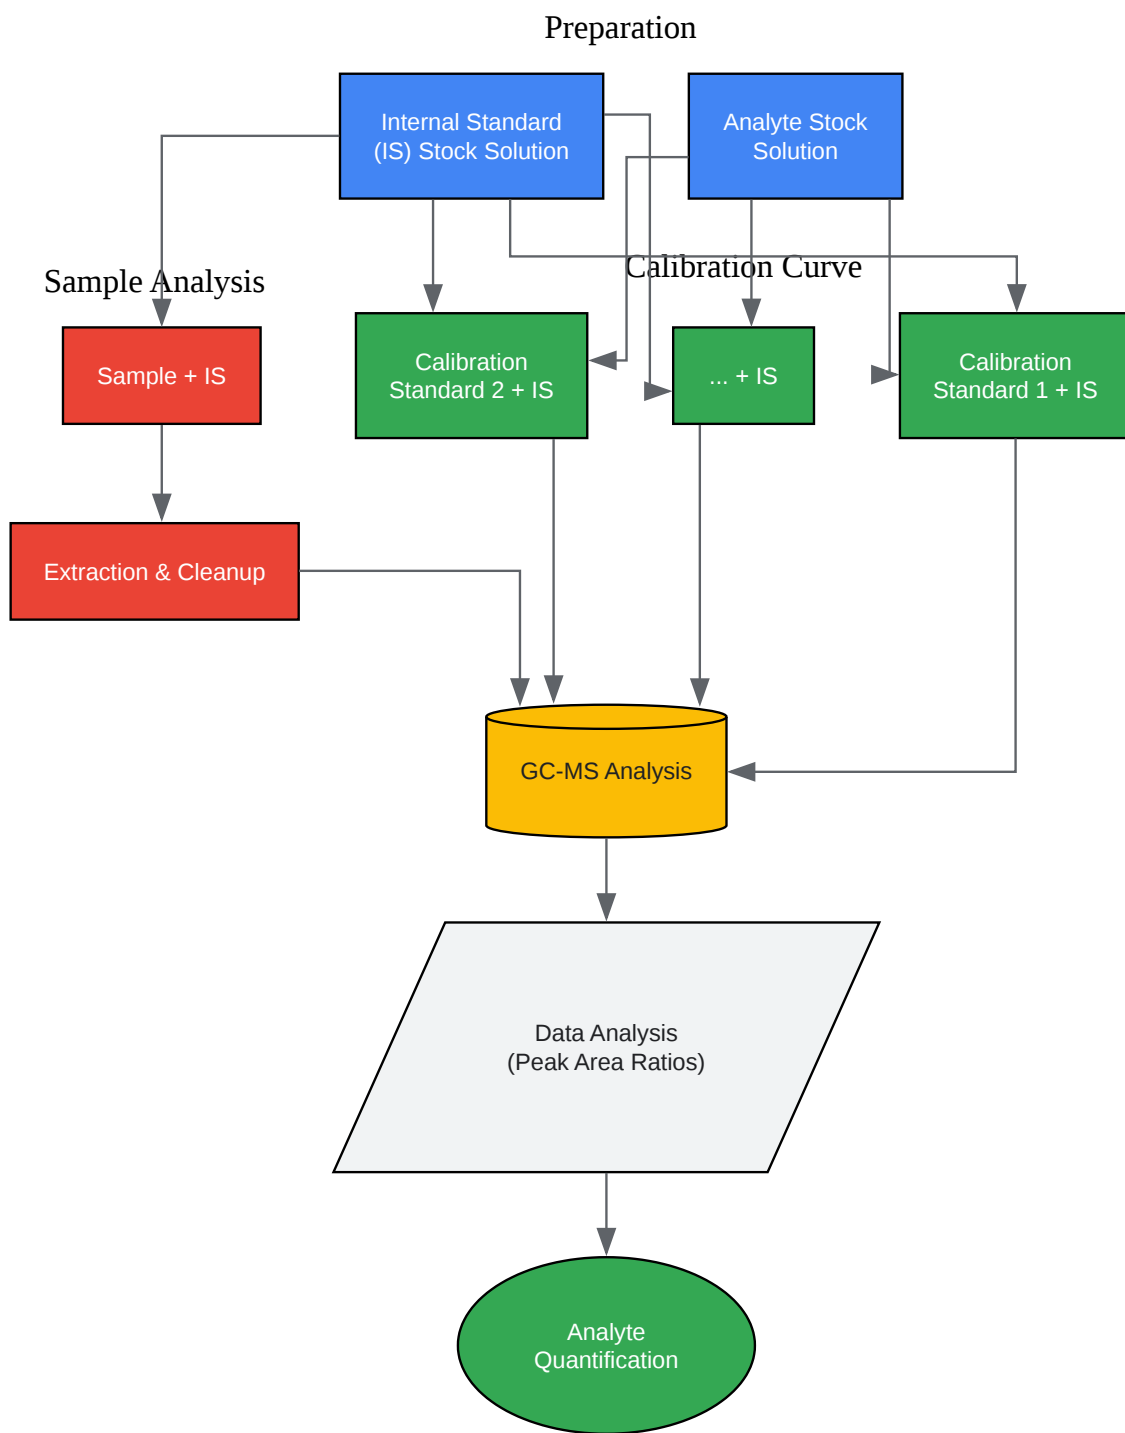 Preparation
Internal Standard
(IS) Stock Solution
Analyte Stock
Solution
Sample Analysis
Calibration Curve
Sample + IS
Calibration
Standard 2 + IS
... + IS
Calibration
Standard 1 + IS
Extraction & Cleanup
GC-MS Analysis
Data Analysis
(Peak Area Ratios)
Analyte
Quantification